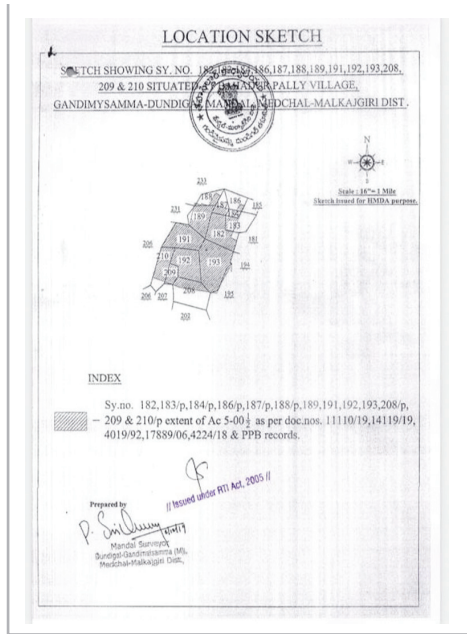 LOCATION SKETCH
SKETCH SHOWING SY. NO. 186,187,188,189,191,192,193,208,
209 & 210 SITUATED PALLY VILLAGE,
GANDIMYSAMMA-DUNDIGAL MANDAL, MEDCHAL-MALKAJGIRI DIST.
N
Scale : 16"= 1 Mile
Sketch issued for HMDA purpose.
233
188
186
187
185
231
189
183
182
181
206
191
210
192
193
194
209
208
195
206
207
202
INDEX
Sy.no. 182,183/p,184/p,186/p,187/p,188/p,189,191,192,193,208/p,
– 209 & 210/p extent of Ac 5-00½ as per doc.nos. 11110/19,14119/19,
4019/92,17889/06,4224/18 & PPB records.
// Issued under RTI Act, 2005 //
Prepared by
Mandal Surveyor
Dundigal-Gandimaisamma (M),
Medchal-Malkajgiri Dist.,